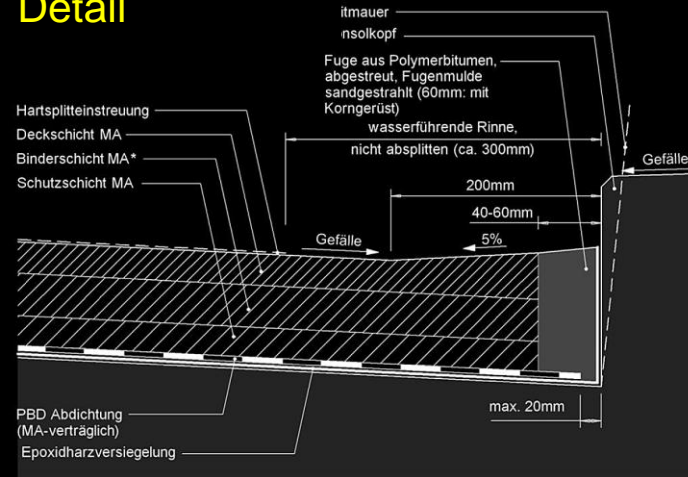 Detail
itmauer
nsolkopf
Fuge aus Polymerbitumen,
abgestreut, Fugenmulde
sandgestrahlt (60mm: mit
Korngerüst)
Hartsplitteinstreuung
Deckschicht MA
Binderschicht MA*
Schutzschicht MA
wasserführende Rinne,
nicht absplitten (ca. 300mm)
Gefälle
200mm
40-60mm
Gefälle
5%
max. 20mm
PBD Abdichtung
(MA-verträglich)
Epoxidharzversiegelung